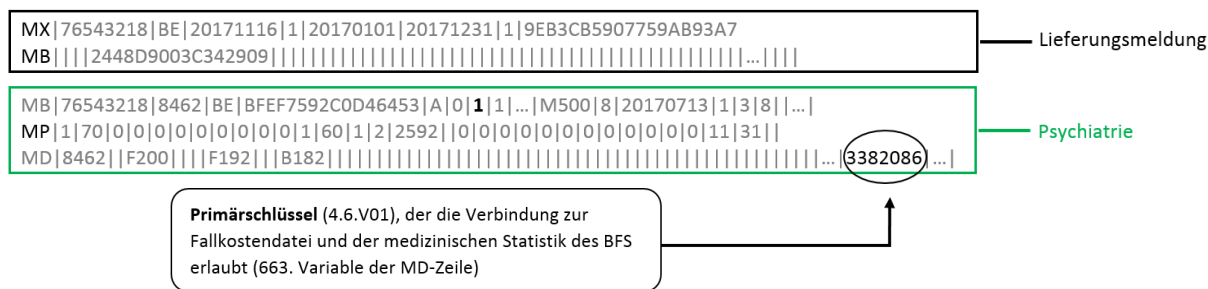 MX|76543218|BE|20171116|1|20170101|20171231|1|9EB3CB5907759AB93A7
MB||||2448D9003C342909||||||||||||||||||||||||||||||||||||||||||||||||||||||...||||
Lieferungsmeldung
MB|76543218|8462|BE|BFEF7592C0D46453|A|0|1|1|...|M500|8|20170713|1|3|8||...|
MP|1|70|0|0|0|0|0|0|0|0|0|1|60|1|2|2592||0|0|0|0|0|0|0|0|0|0|0|0|11|31||
Psychiatrie
MD|8462||F200||||F192|||B182||||||||||||||||||||||||||||||||||||||||||||||||||||||||...|3382086|...|
Primärschlüssel (4.6.V01), der die Verbindung zur
Fallkostendatei und der medizinischen Statistik des BFS
erlaubt (663. Variable der MD-Zeile)